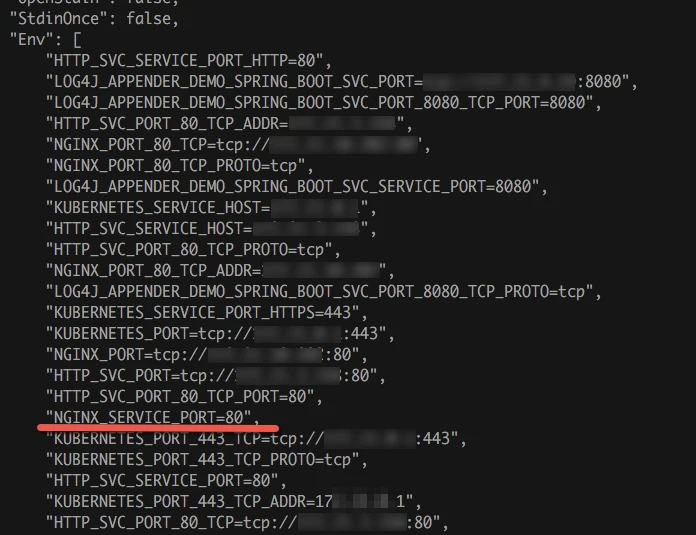 "StdinOnce": false,
"Env": [
"HTTP_SVC_SERVICE_PORT_HTTP=80",
"LOG4J_APPENDER_DEMO_SPRING_BOOT_SVC_PORT= :8080",
"LOG4J_APPENDER_DEMO_SPRING_BOOT_SVC_PORT_8080_TCP_PORT=8080",
"HTTP_SVC_PORT_80_TCP_ADDR= ",
"NGINX_PORT_80_TCP=tcp:// ",
"NGINX_PORT_80_TCP_PROTO=tcp",
"LOG4J_APPENDER_DEMO_SPRING_BOOT_SVC_SERVICE_PORT=8080",
"KUBERNETES_SERVICE_HOST= ",
"HTTP_SVC_SERVICE_HOST= ",
"HTTP_SVC_PORT_80_TCP_PROTO=tcp",
"NGINX_PORT_80_TCP_ADDR= ",
"LOG4J_APPENDER_DEMO_SPRING_BOOT_SVC_PORT_8080_TCP_PROTO=tcp",
"KUBERNETES_SERVICE_PORT_HTTPS=443",
"KUBERNETES_PORT=tcp:// :443",
"NGINX_PORT=tcp:// :80",
"HTTP_SVC_PORT=tcp:// :80",
"HTTP_SVC_PORT_80_TCP_PORT=80",
"NGINX_SERVICE_PORT=80",
"KUBERNETES_PORT_443_TCP=tcp:// :443",
"KUBERNETES_PORT_443_TCP_PROTO=tcp",
"HTTP_SVC_SERVICE_PORT=80",
"KUBERNETES_PORT_443_TCP_ADDR=17 1",
"HTTP_SVC_PORT_80_TCP=tcp:// :80",